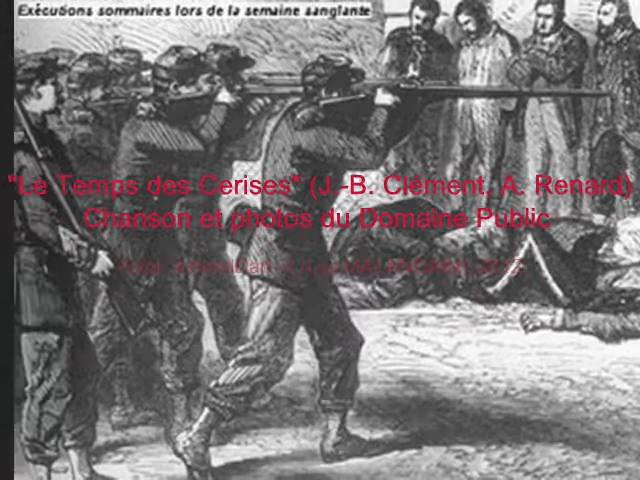 Exécutions sommaires lors de la semaine sanglante
"Le Temps des Cerises" (J.-B. Clément, A. Renard)
Chanson et photos du Domaine Public